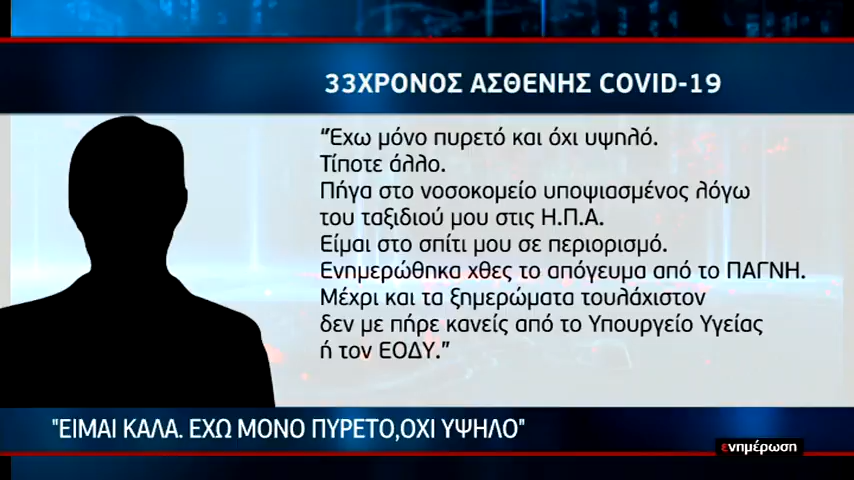 33ΧΡΟΝΟΣ ΑΣΘΕΝΗΣ COVID-19
"Έχω μόνο πυρετό και όχι υψηλό.
Τίποτε άλλο.
Πήγα στο νοσοκομείο υποψιασμένος λόγω
του ταξιδιού μου στις Η.Π.Α.
Είμαι στο σπίτι μου σε περιορισμό.
Ενημερώθηκα χθες το απόγευμα από το ΠΑΓΝΗ.
Μέχρι και τα ξημερώματα τουλάχιστον
δεν με πήρε κανείς από το Υπουργείο Υγείας
ή τον ΕΟΔΥ."
"ΕΙΜΑΙ ΚΑΛΑ. ΕΧΩ ΜΟΝΟ ΠΥΡΕΤΟ,ΟΧΙ ΥΨΗΛΟ"
ενημέρωση